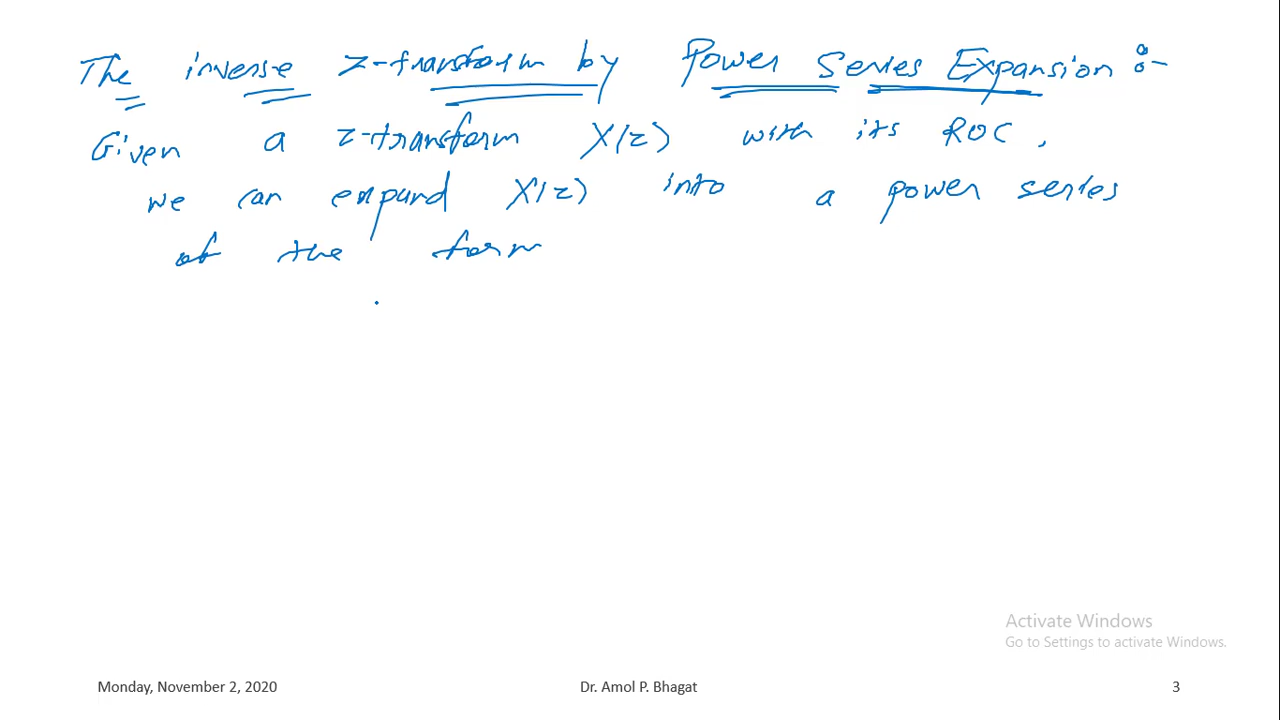 The inverse z-transform by Power Series Expansion :-
Given a z-transform X(z) with its ROC,
we can expand X(z) into a power series
of the form
Activate Windows
Go to Settings to activate Windows.
Monday, November 2, 2020 Dr. Amol P. Bhagat 3